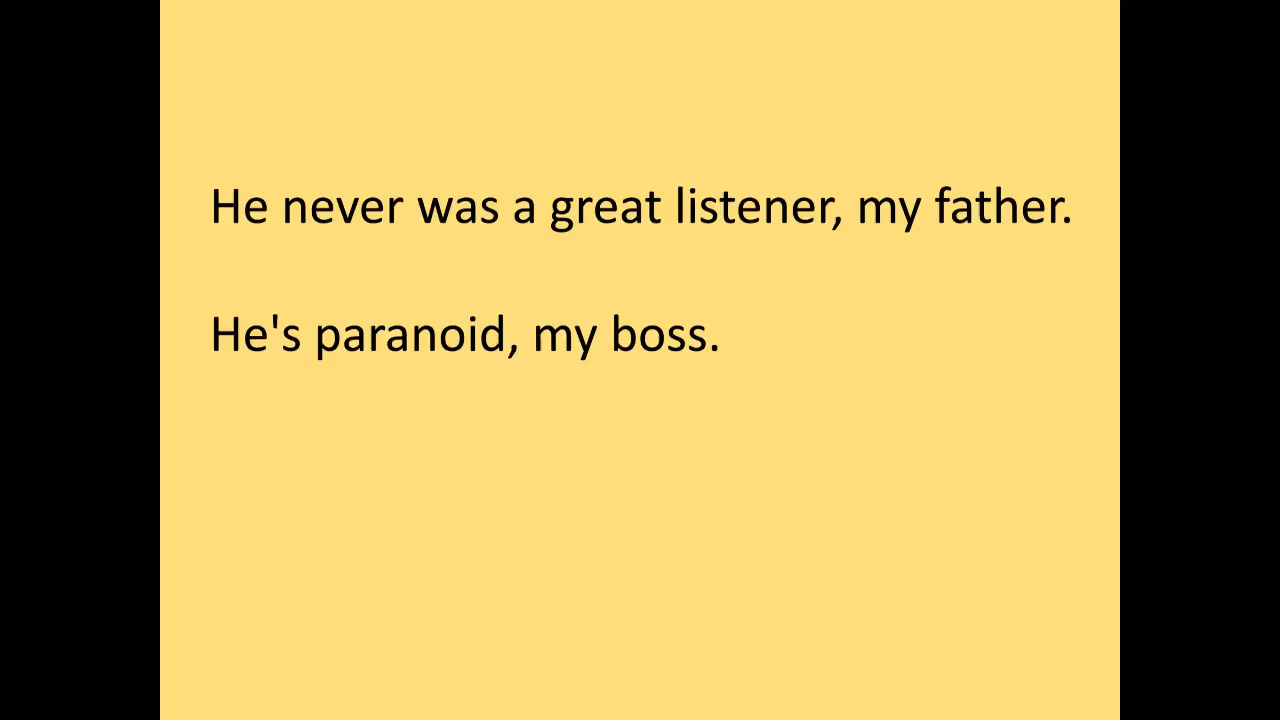 He never was a great listener, my father.
He's paranoid, my boss.